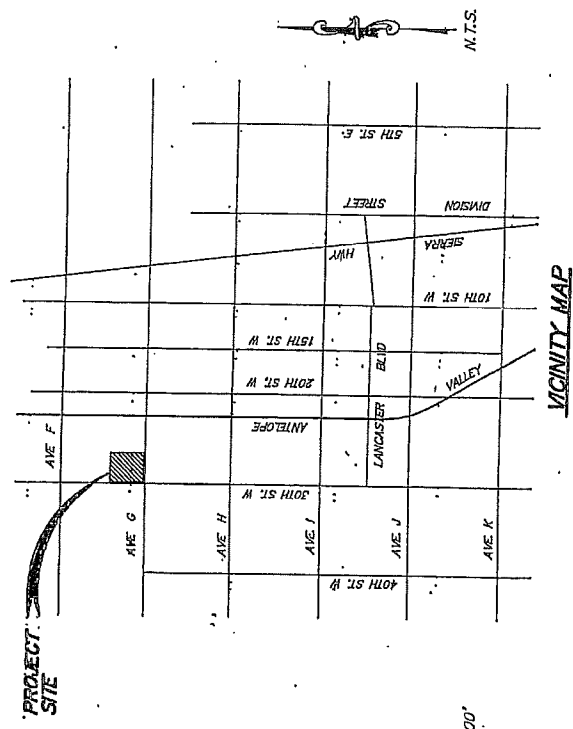 'PROJECT
SITE
AVE F
AVE G
AVE H
AVE I
AVE J
AVE K
40TH ST. W
30TH ST. W
ANTELOPE
VALLEY
20TH ST. W
15TH ST. W
10TH ST. W
LANCASTER BLVD
SIERRA
HWY
DIVISION
STREET
5TH ST. E
N.T.S.
VICINITY MAP
00'